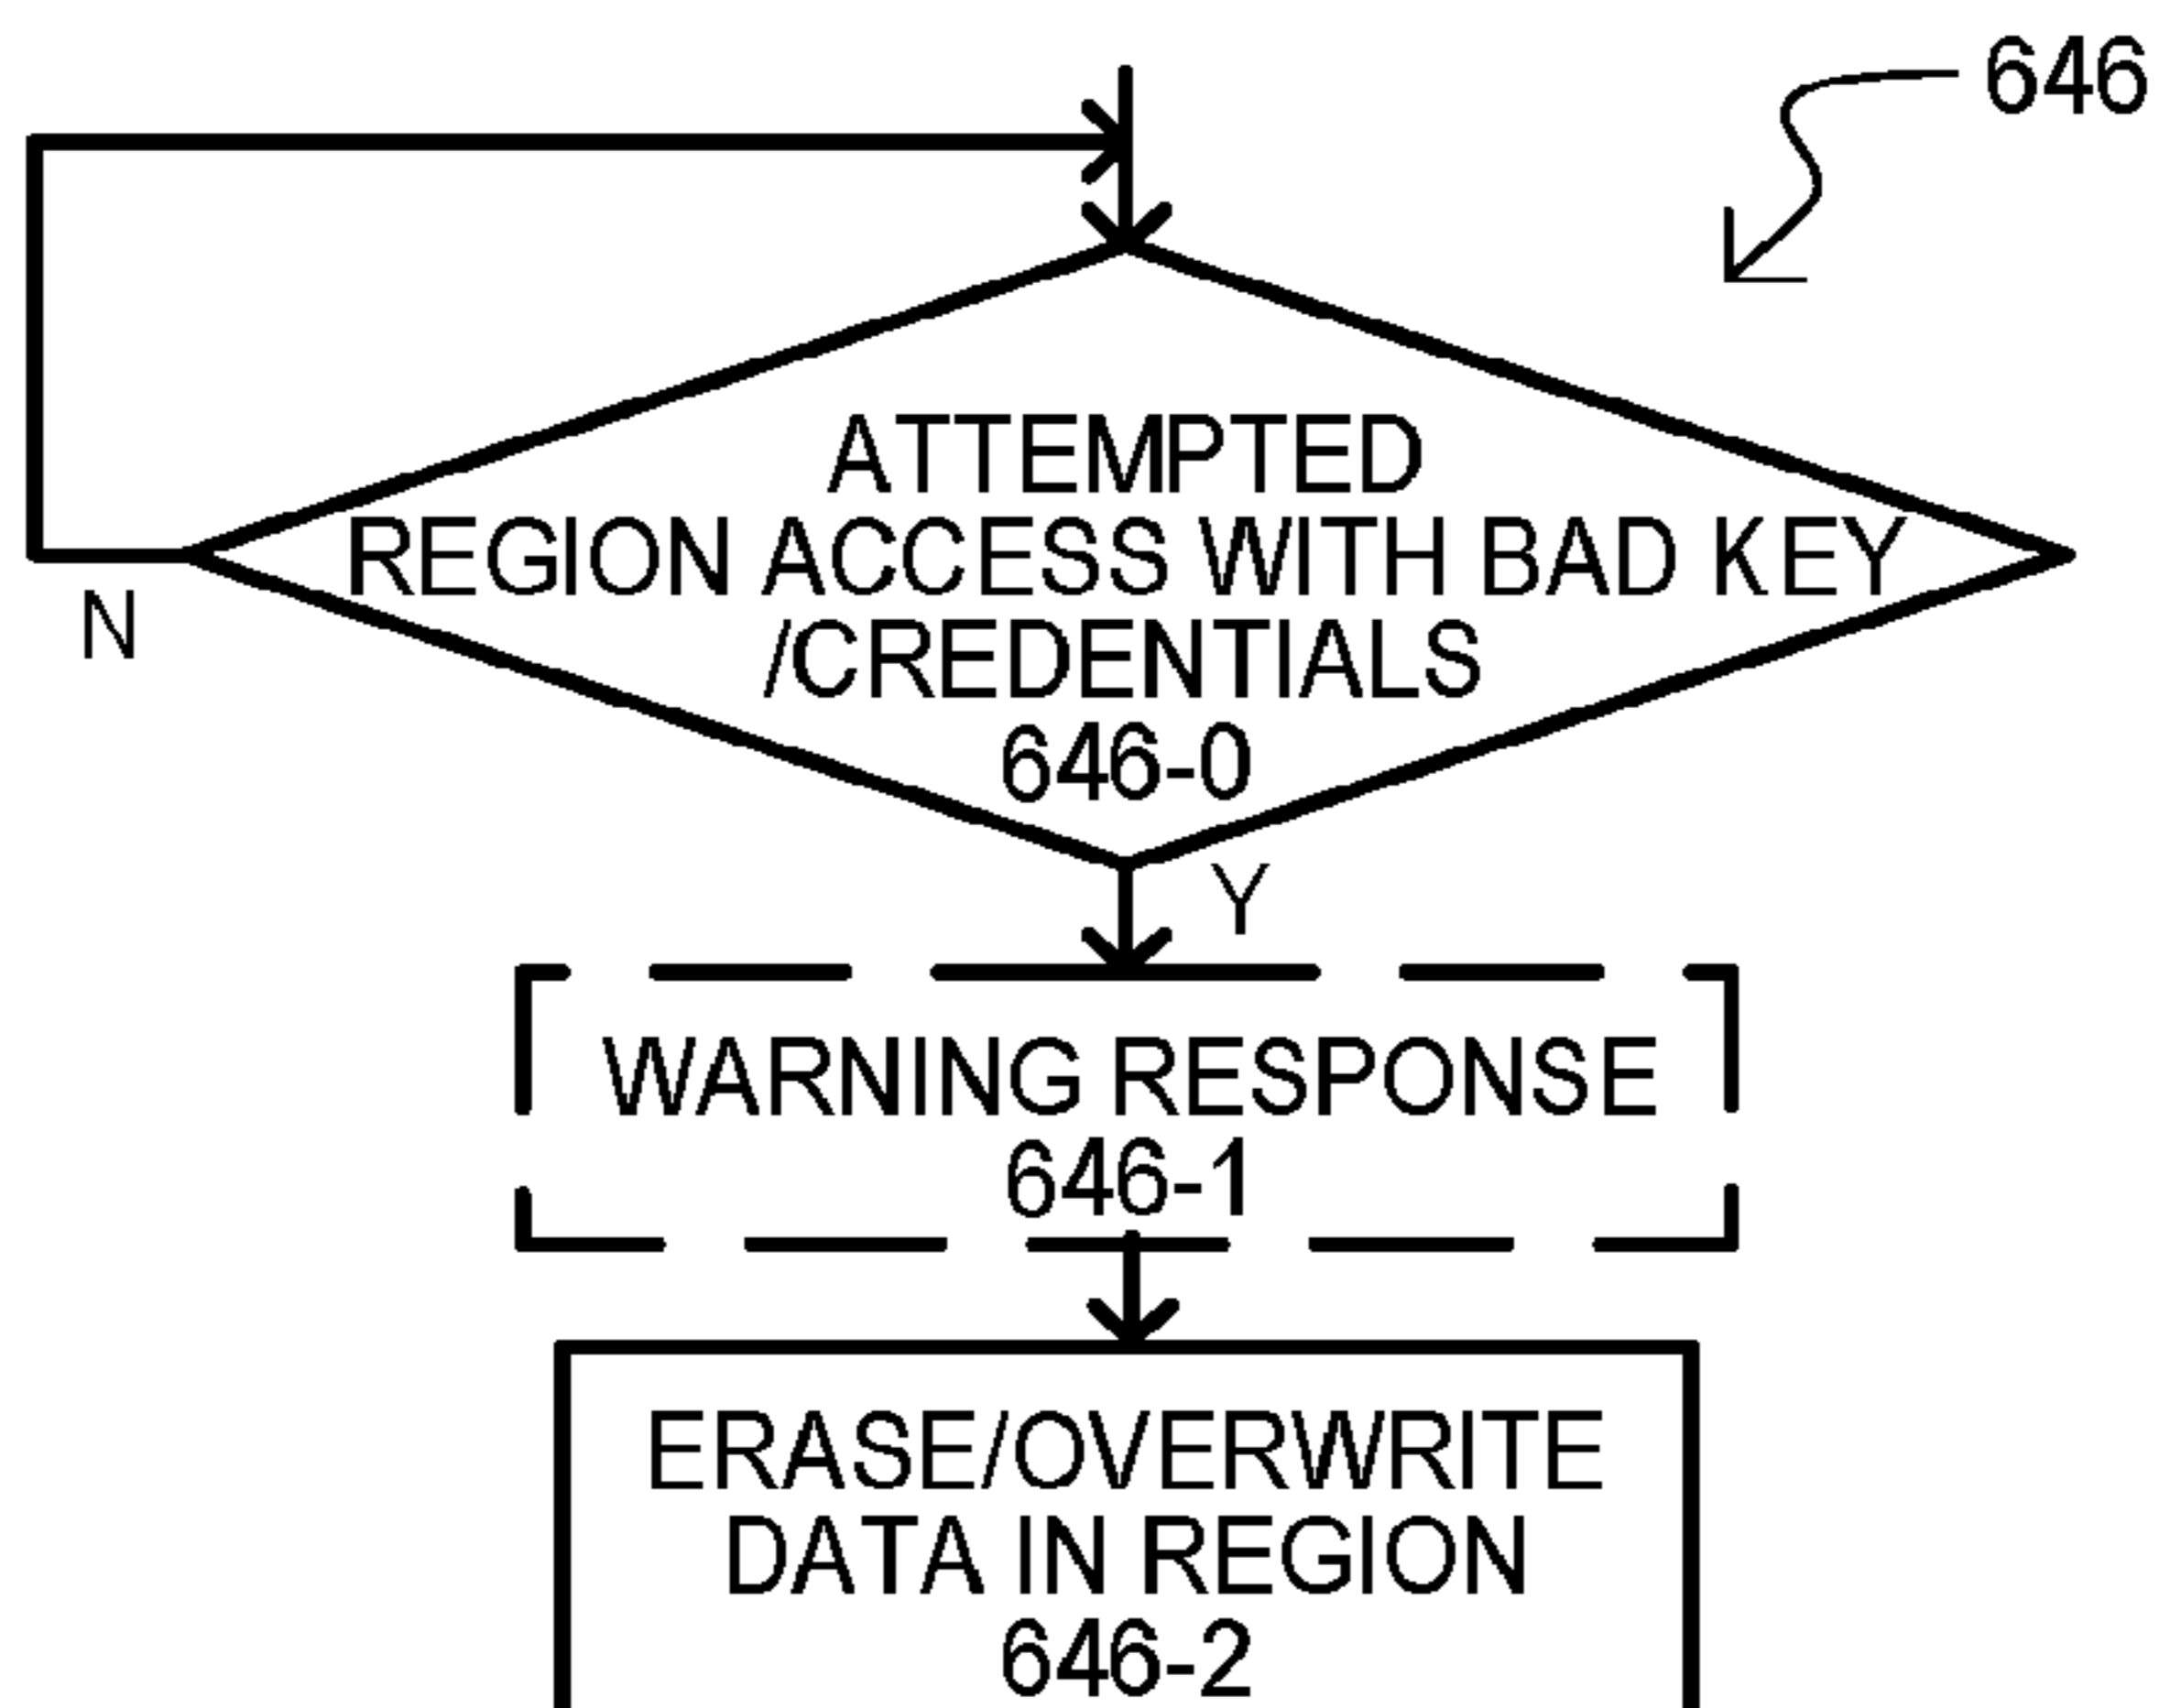 646
ATTEMPTED
REGION ACCESS WITH BAD KEY
/CREDENTIALS
646-0
N
Y
WARNING RESPONSE
646-1
ERASE/OVERWRITE
DATA IN REGION
646-2